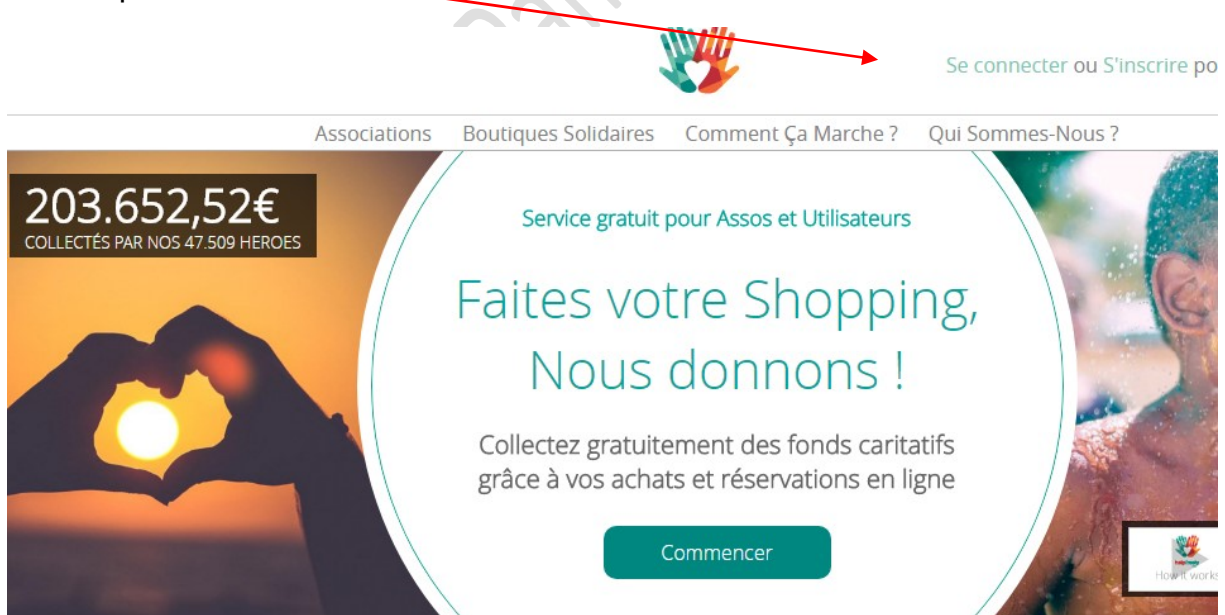 Se connecter ou S'inscrire po
Associations Boutiques Solidaires Comment Ça Marche ? Qui Sommes-Nous ?
203.652,52€
COLLECTÉS PAR NOS 47.509 HEROES
Service gratuit pour Assos et Utilisateurs
Faites votre Shopping,
Nous donnons !
Collectez gratuitement des fonds caritatifs
grâce à vos achats et réservations en ligne
Commencer
How it works